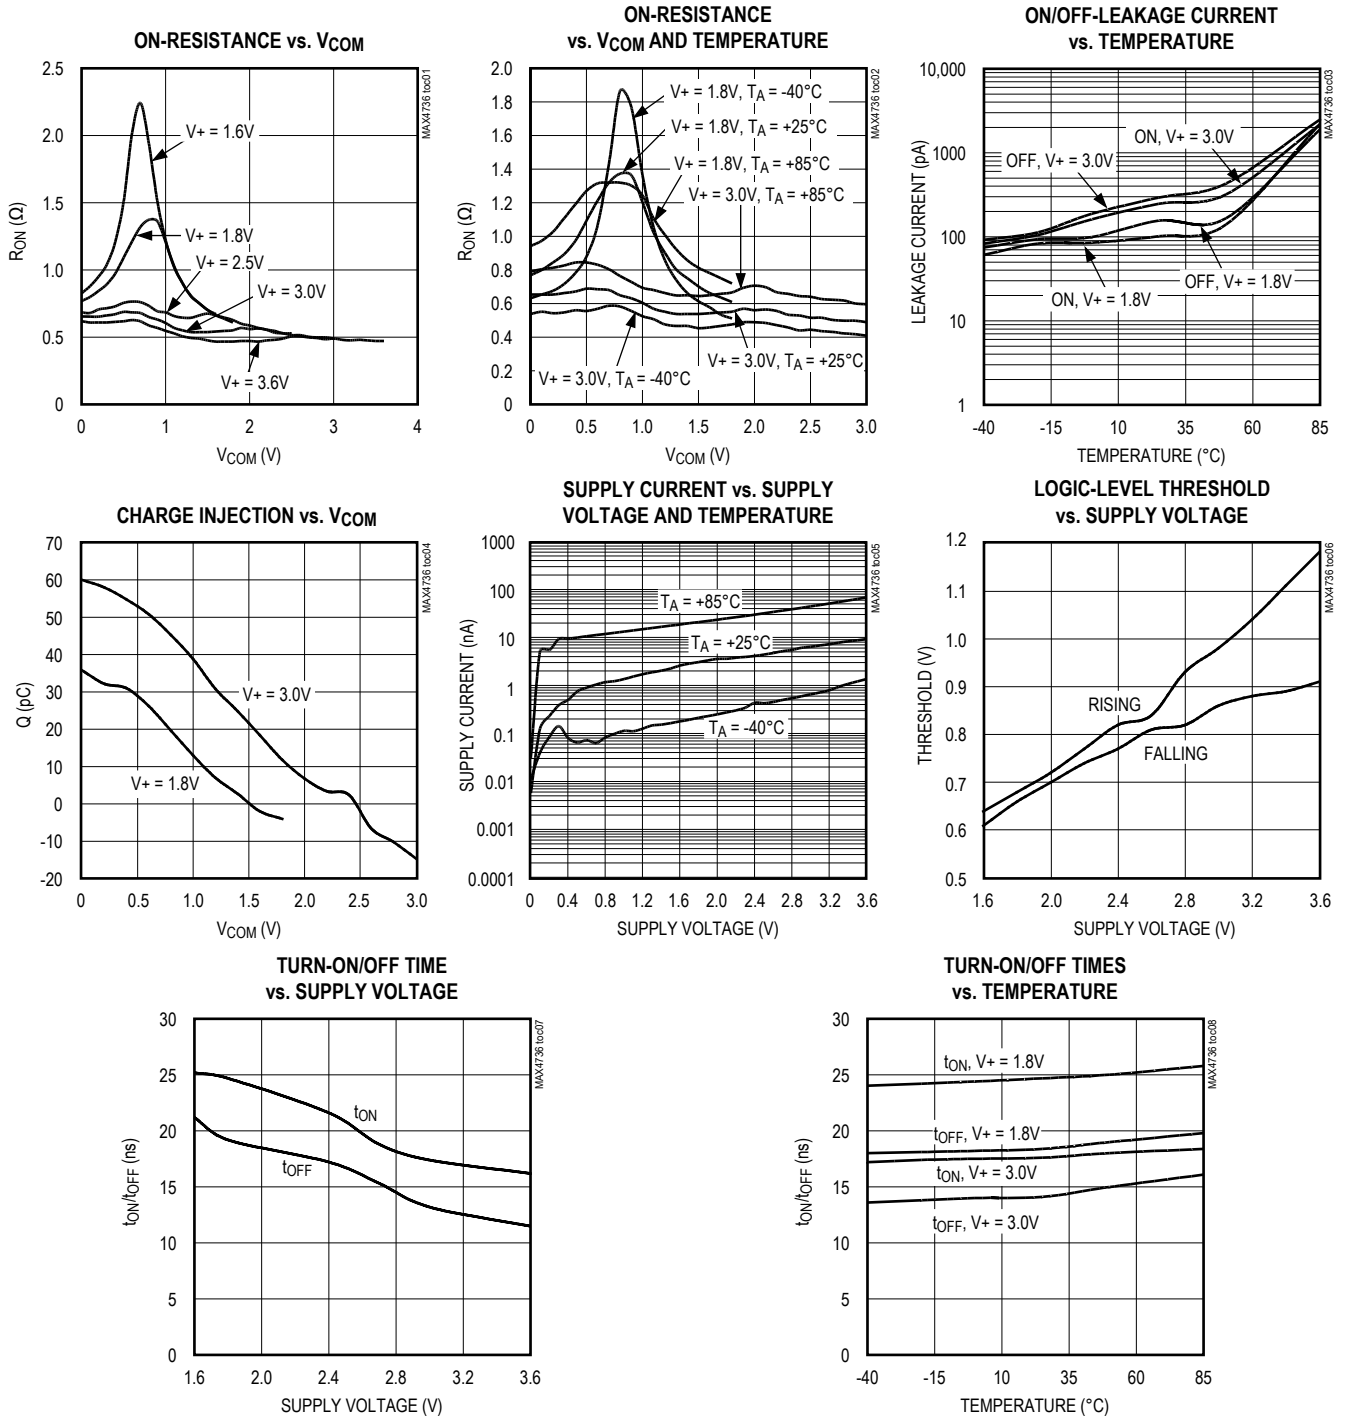 ON-RESISTANCE vs. VCOM
MAX4736 toc01
2.5
2.0
1.5
1.0
0.5
0
RON (Ω)
V+ = 1.6V
V+ = 1.8V
V+ = 2.5V
V+ = 3.0V
V+ = 3.6V
0 1 2 3 4
VCOM (V)
ON-RESISTANCE
vs. VCOM AND TEMPERATURE
MAX4736 toc02
2.0
1.8
1.6
1.4
1.2
1.0
0.8
0.6
0.4
0.2
0
RON (Ω)
V+ = 1.8V, TA = -40°C
V+ = 1.8V, TA = +25°C
V+ = 1.8V, TA = +85°C
V+ = 3.0V, TA = +85°C
V+ = 3.0V, TA = +25°C
V+ = 3.0V, TA = -40°C
0 0.5 1.0 1.5 2.0 2.5 3.0
VCOM (V)
ON/OFF-LEAKAGE CURRENT
vs. TEMPERATURE
MAX4736 toc03
10,000
1000
100
10
1
LEAKAGE CURRENT (pA)
ON, V+ = 3.0V
OFF, V+ = 3.0V
OFF, V+ = 1.8V
ON, V+ = 1.8V
-40 -15 10 35 60 85
TEMPERATURE (°C)
CHARGE INJECTION vs. VCOM
MAX4736 toc04
70
60
50
40
30
20
10
0
-10
-20
Q (pC)
V+ = 3.0V
V+ = 1.8V
0 0.5 1.0 1.5 2.0 2.5 3.0
VCOM (V)
SUPPLY CURRENT vs. SUPPLY
VOLTAGE AND TEMPERATURE
MAX4736 toc05
1000
100
10
1
0.1
0.01
0.001
0.0001
SUPPLY CURRENT (nA)
TA = +85°C
TA = +25°C
TA = -40°C
0 0.4 0.8 1.2 1.6 2.0 2.4 2.8 3.2 3.6
SUPPLY VOLTAGE (V)
LOGIC-LEVEL THRESHOLD
vs. SUPPLY VOLTAGE
MAX4736 toc06
1.2
1.1
1.0
0.9
0.8
0.7
0.6
0.5
THRESHOLD (V)
RISING
FALLING
1.6 2.0 2.4 2.8 3.2 3.6
SUPPLY VOLTAGE (V)
TURN-ON/OFF TIME
vs. SUPPLY VOLTAGE
MAX4736 toc07
30
25
20
15
10
5
0
tON/tOFF (ns)
tON
tOFF
1.6 2.0 2.4 2.8 3.2 3.6
SUPPLY VOLTAGE (V)
TURN-ON/OFF TIMES
vs. TEMPERATURE
MAX4736 toc08
30
25
20
15
10
5
0
tON/tOFF (ns)
tON, V+ = 1.8V
tOFF, V+ = 1.8V
tON, V+ = 3.0V
tOFF, V+ = 3.0V
-40 -15 10 35 60 85
TEMPERATURE (°C)